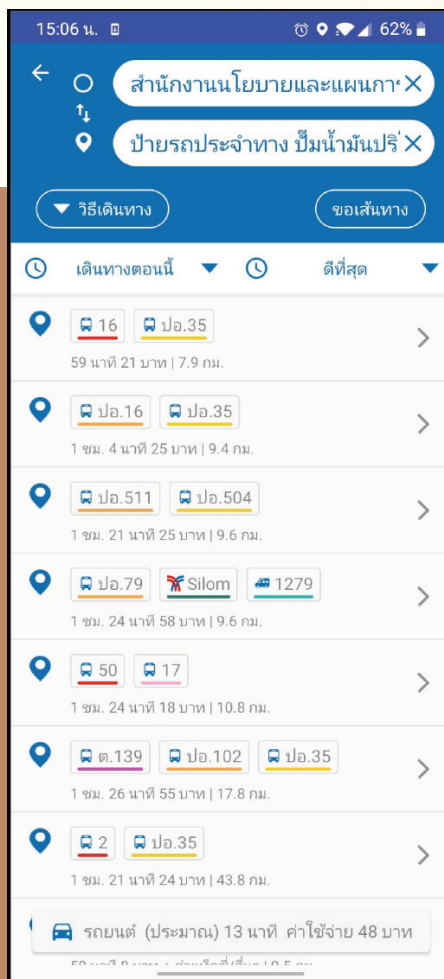 15:06 น. 62%
สำนักงานนโยบายและแผนกา
ป้ายรถประจำทาง ปั๊มน้ำมันปริ
วิธีเดินทาง ขอเส้นทาง
เดินทางตอนนี้ ดีที่สุด
16 ปอ.35
59 นาที 21 บาท | 7.9 กม.
ปอ.16 ปอ.35
1 ชม. 4 นาที 25 บาท | 9.4 กม.
ปอ.511 ปอ.504
1 ชม. 21 นาที 25 บาท | 9.6 กม.
ปอ.79 Silom 1279
1 ชม. 24 นาที 58 บาท | 9.6 กม.
50 17
1 ชม. 24 นาที 18 บาท | 10.8 กม.
ต.139 ปอ.102 ปอ.35
1 ชม. 26 นาที 55 บาท | 17.8 กม.
2 ปอ.35
1 ชม. 21 นาที 24 บาท | 43.8 กม.
รถยนต์ (ประมาณ) 13 นาที ค่าใช้จ่าย 48 บาท